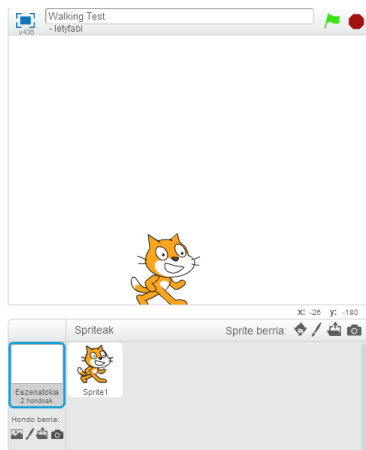 Walking Test
- letyfabi
v436
x: -26 y: -180
Spriteak
Sprite berria:
Eszenatokia
2 hondoak
Sprite1
Hondo berria: